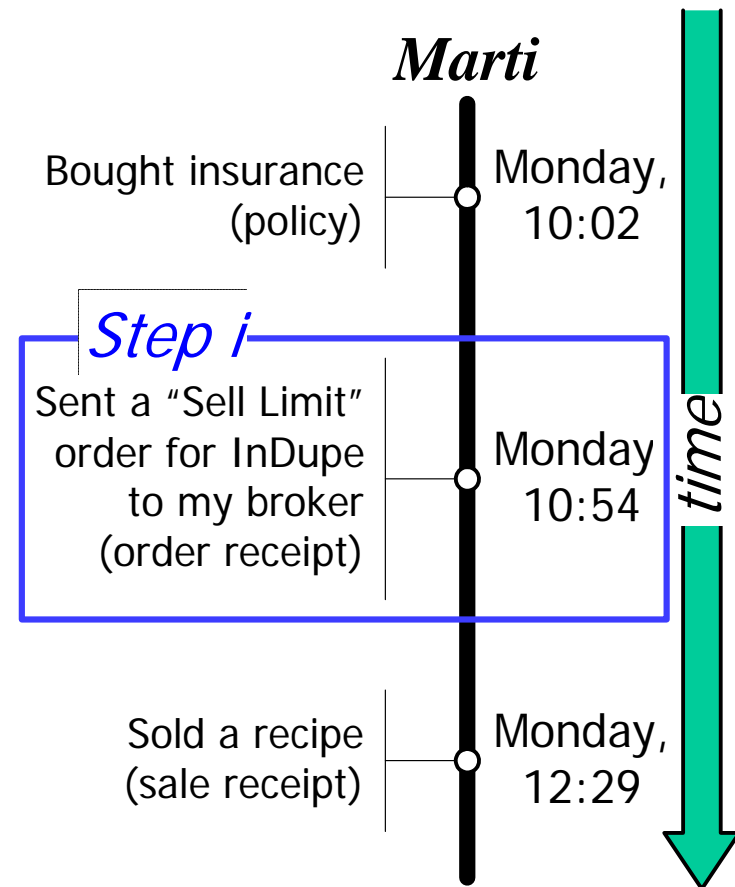 Marti
Bought insurance
(policy)
Monday,
10:02
Step i
Sent a “Sell Limit”
order for InDupe
to my broker
(order receipt)
Monday
10:54
time
Sold a recipe
(sale receipt)
Monday,
12:29